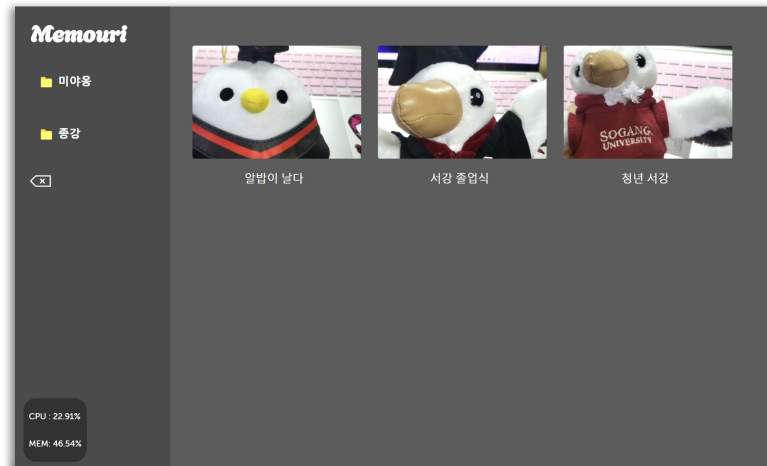 Memouri
미야옹
종강
알밥이 날다
서강 졸업식
청년 서강
SOGANG
UNIVERSITY
CPU : 22.91%
MEM: 46.54%